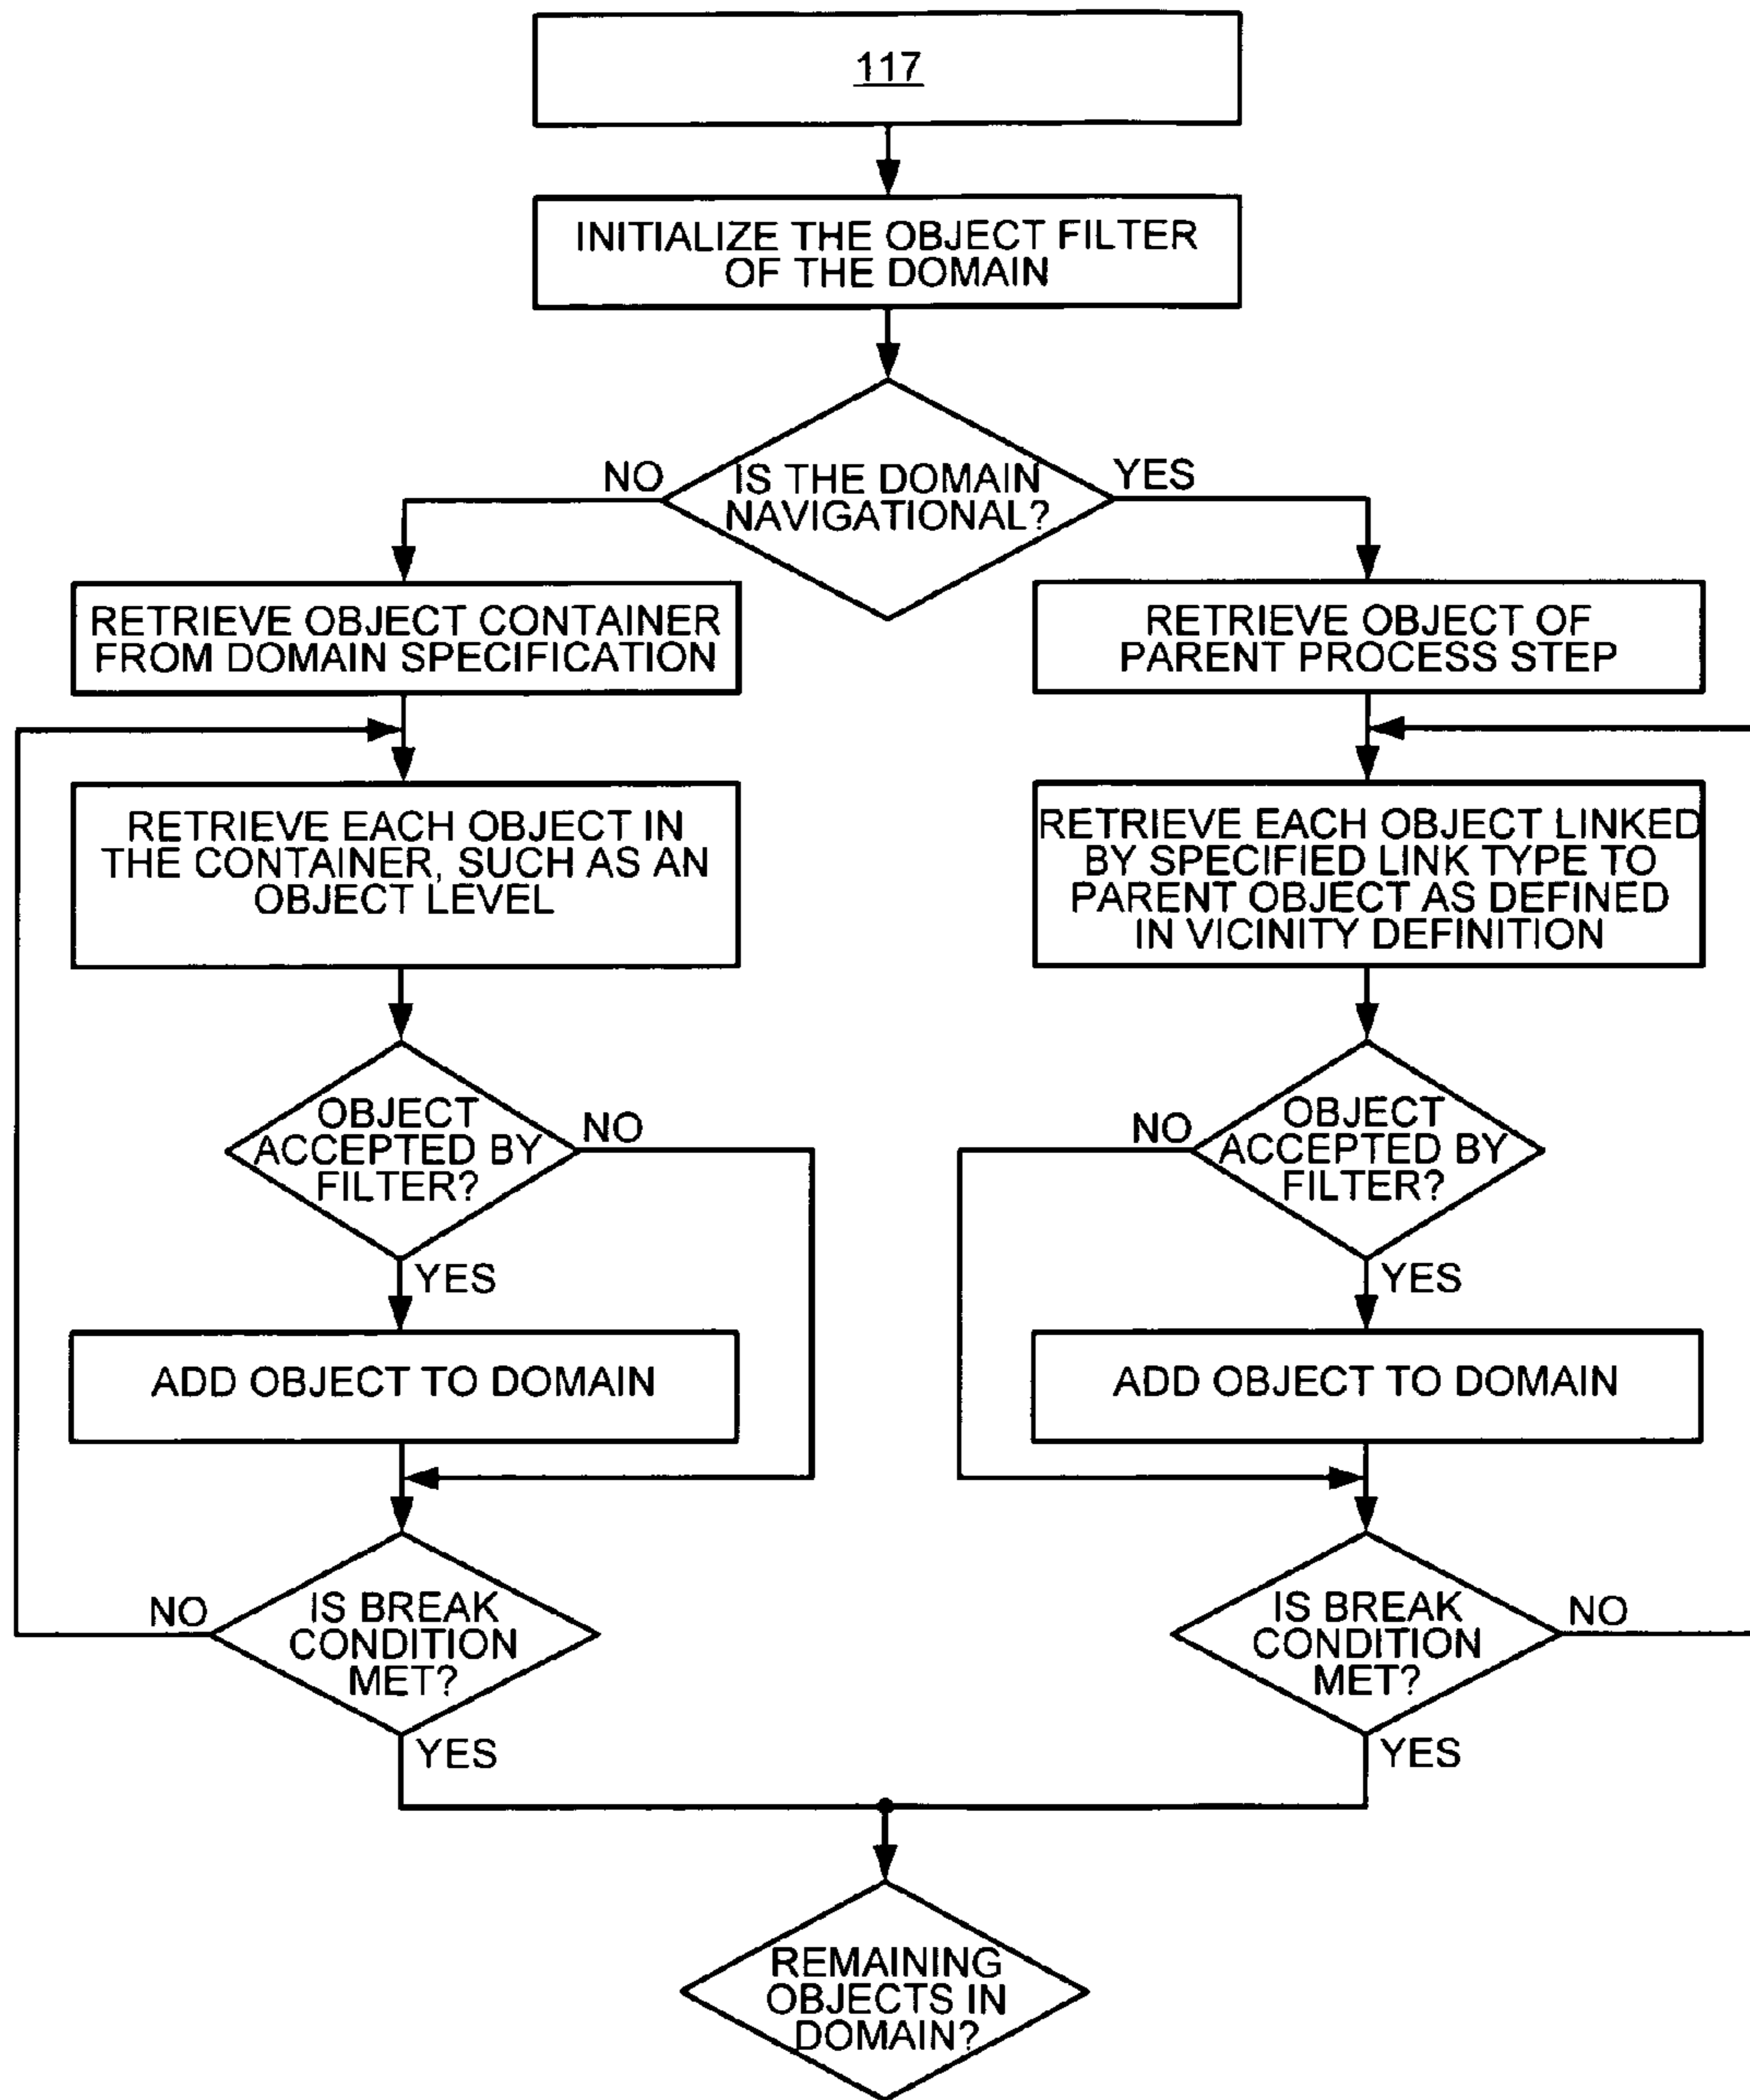 117
INITIALIZE THE OBJECT FILTER
OF THE DOMAIN
NO
YES
IS THE DOMAIN
NAVIGATIONAL?
RETRIEVE OBJECT CONTAINER
FROM DOMAIN SPECIFICATION
RETRIEVE EACH OBJECT IN
THE CONTAINER, SUCH AS AN
OBJECT LEVEL
OBJECT
ACCEPTED BY
FILTER?
NO
YES
ADD OBJECT TO DOMAIN
IS BREAK
CONDITION
MET?
NO
YES
RETRIEVE OBJECT OF
PARENT PROCESS STEP
RETRIEVE EACH OBJECT LINKED
BY SPECIFIED LINK TYPE TO
PARENT OBJECT AS DEFINED
IN VICINITY DEFINITION
OBJECT
ACCEPTED BY
FILTER?
NO
YES
ADD OBJECT TO DOMAIN
IS BREAK
CONDITION
MET?
NO
YES
REMAINING
OBJECTS IN
DOMAIN?